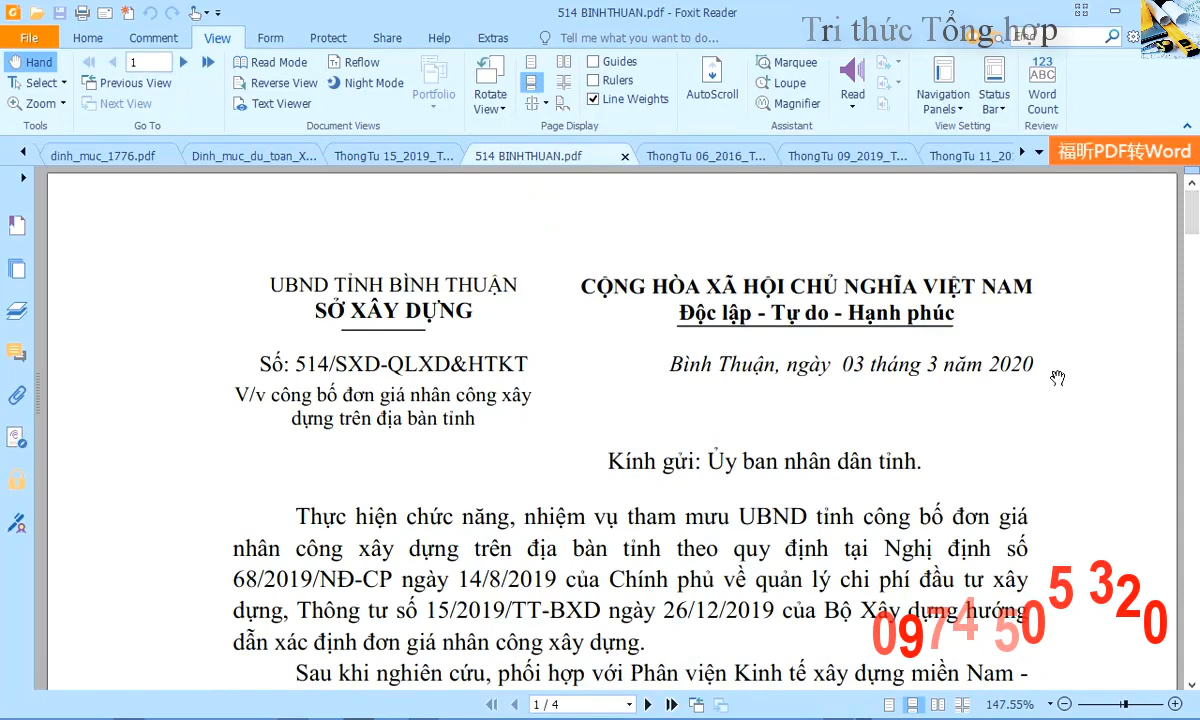 514 BINHTHUAN.pdf - Foxit Reader
Tri thức Tổng hợp
File Home Comment View Form Protect Share Help Extras Tell me what you want to do...
Hand
Select
Zoom
Tools
1
Previous View
Next View
Go To
Read Mode
Reverse View
Text Viewer
Reflow
Night Mode
Portfolio
Document Views
Rotate
View
Guides
Rulers
Line Weights
Page Display
AutoScroll
Marquee
Loupe
Magnifier
Read
Assistant
Navigation
Panels
Status
Bar
View Setting
123
ABC
Word
Count
Review
dinh_muc_1776.pdf Dinh_muc_du_toan_X... ThongTu 15_2019_T... 514 BINHTHUAN.pdf ThongTu 06_2016_T... ThongTu 09_2019_T... ThongTu 11_20 福昕PDF转Word
UBND TỈNH BÌNH THUẬN
SỞ XÂY DỰNG
CỘNG HÒA XÃ HỘI CHỦ NGHĨA VIỆT NAM
Độc lập - Tự do - Hạnh phúc
Số: 514/SXD-QLXD&HTKT
Bình Thuận, ngày 03 tháng 3 năm 2020
V/v công bố đơn giá nhân công xây
dựng trên địa bàn tỉnh
Kính gửi: Ủy ban nhân dân tỉnh.
Thực hiện chức năng, nhiệm vụ tham mưu UBND tỉnh công bố đơn giá
nhân công xây dựng trên địa bàn tỉnh theo quy định tại Nghị định số
68/2019/NĐ-CP ngày 14/8/2019 của Chính phủ về quản lý chi phí đầu tư xây
dựng, Thông tư số 15/2019/TT-BXD ngày 26/12/2019 của Bộ Xây dựng hướng
dẫn xác định đơn giá nhân công xây dựng.
Sau khi nghiên cứu, phối hợp với Phân viện Kinh tế xây dựng miền Nam -
0974 505 320
1 / 4
147.55%